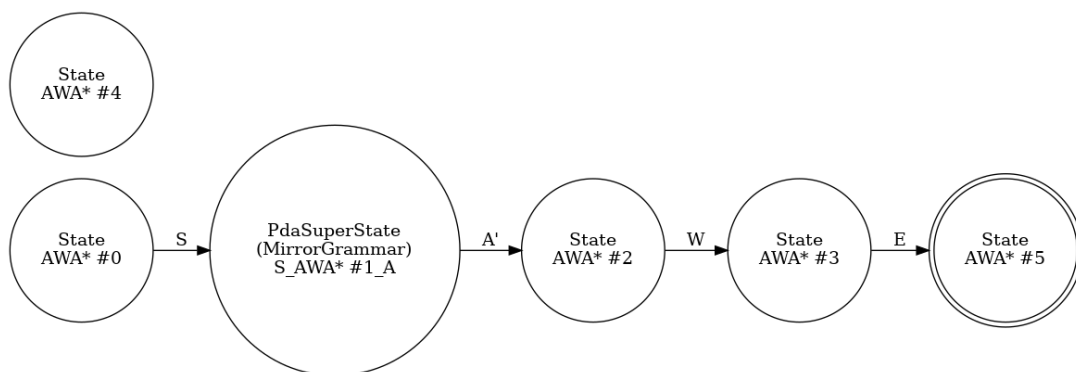 State
AWA* #4
State
AWA* #0
S
PdaSuperState
(MirrorGrammar)
S_AWA* #1_A
A'
State
AWA* #2
W
State
AWA* #3
E
State
AWA* #5